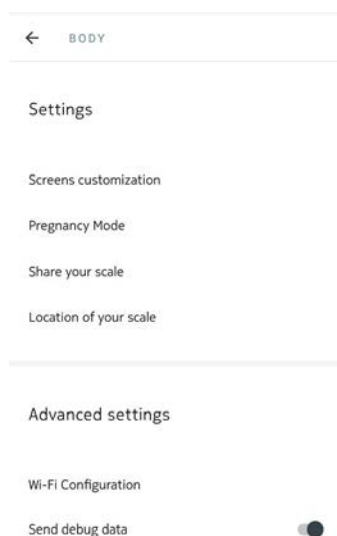 BODY
Settings
Screens customization
Pregnancy Mode
Share your scale
Location of your scale
Advanced settings
Wi-Fi Configuration
Send debug data